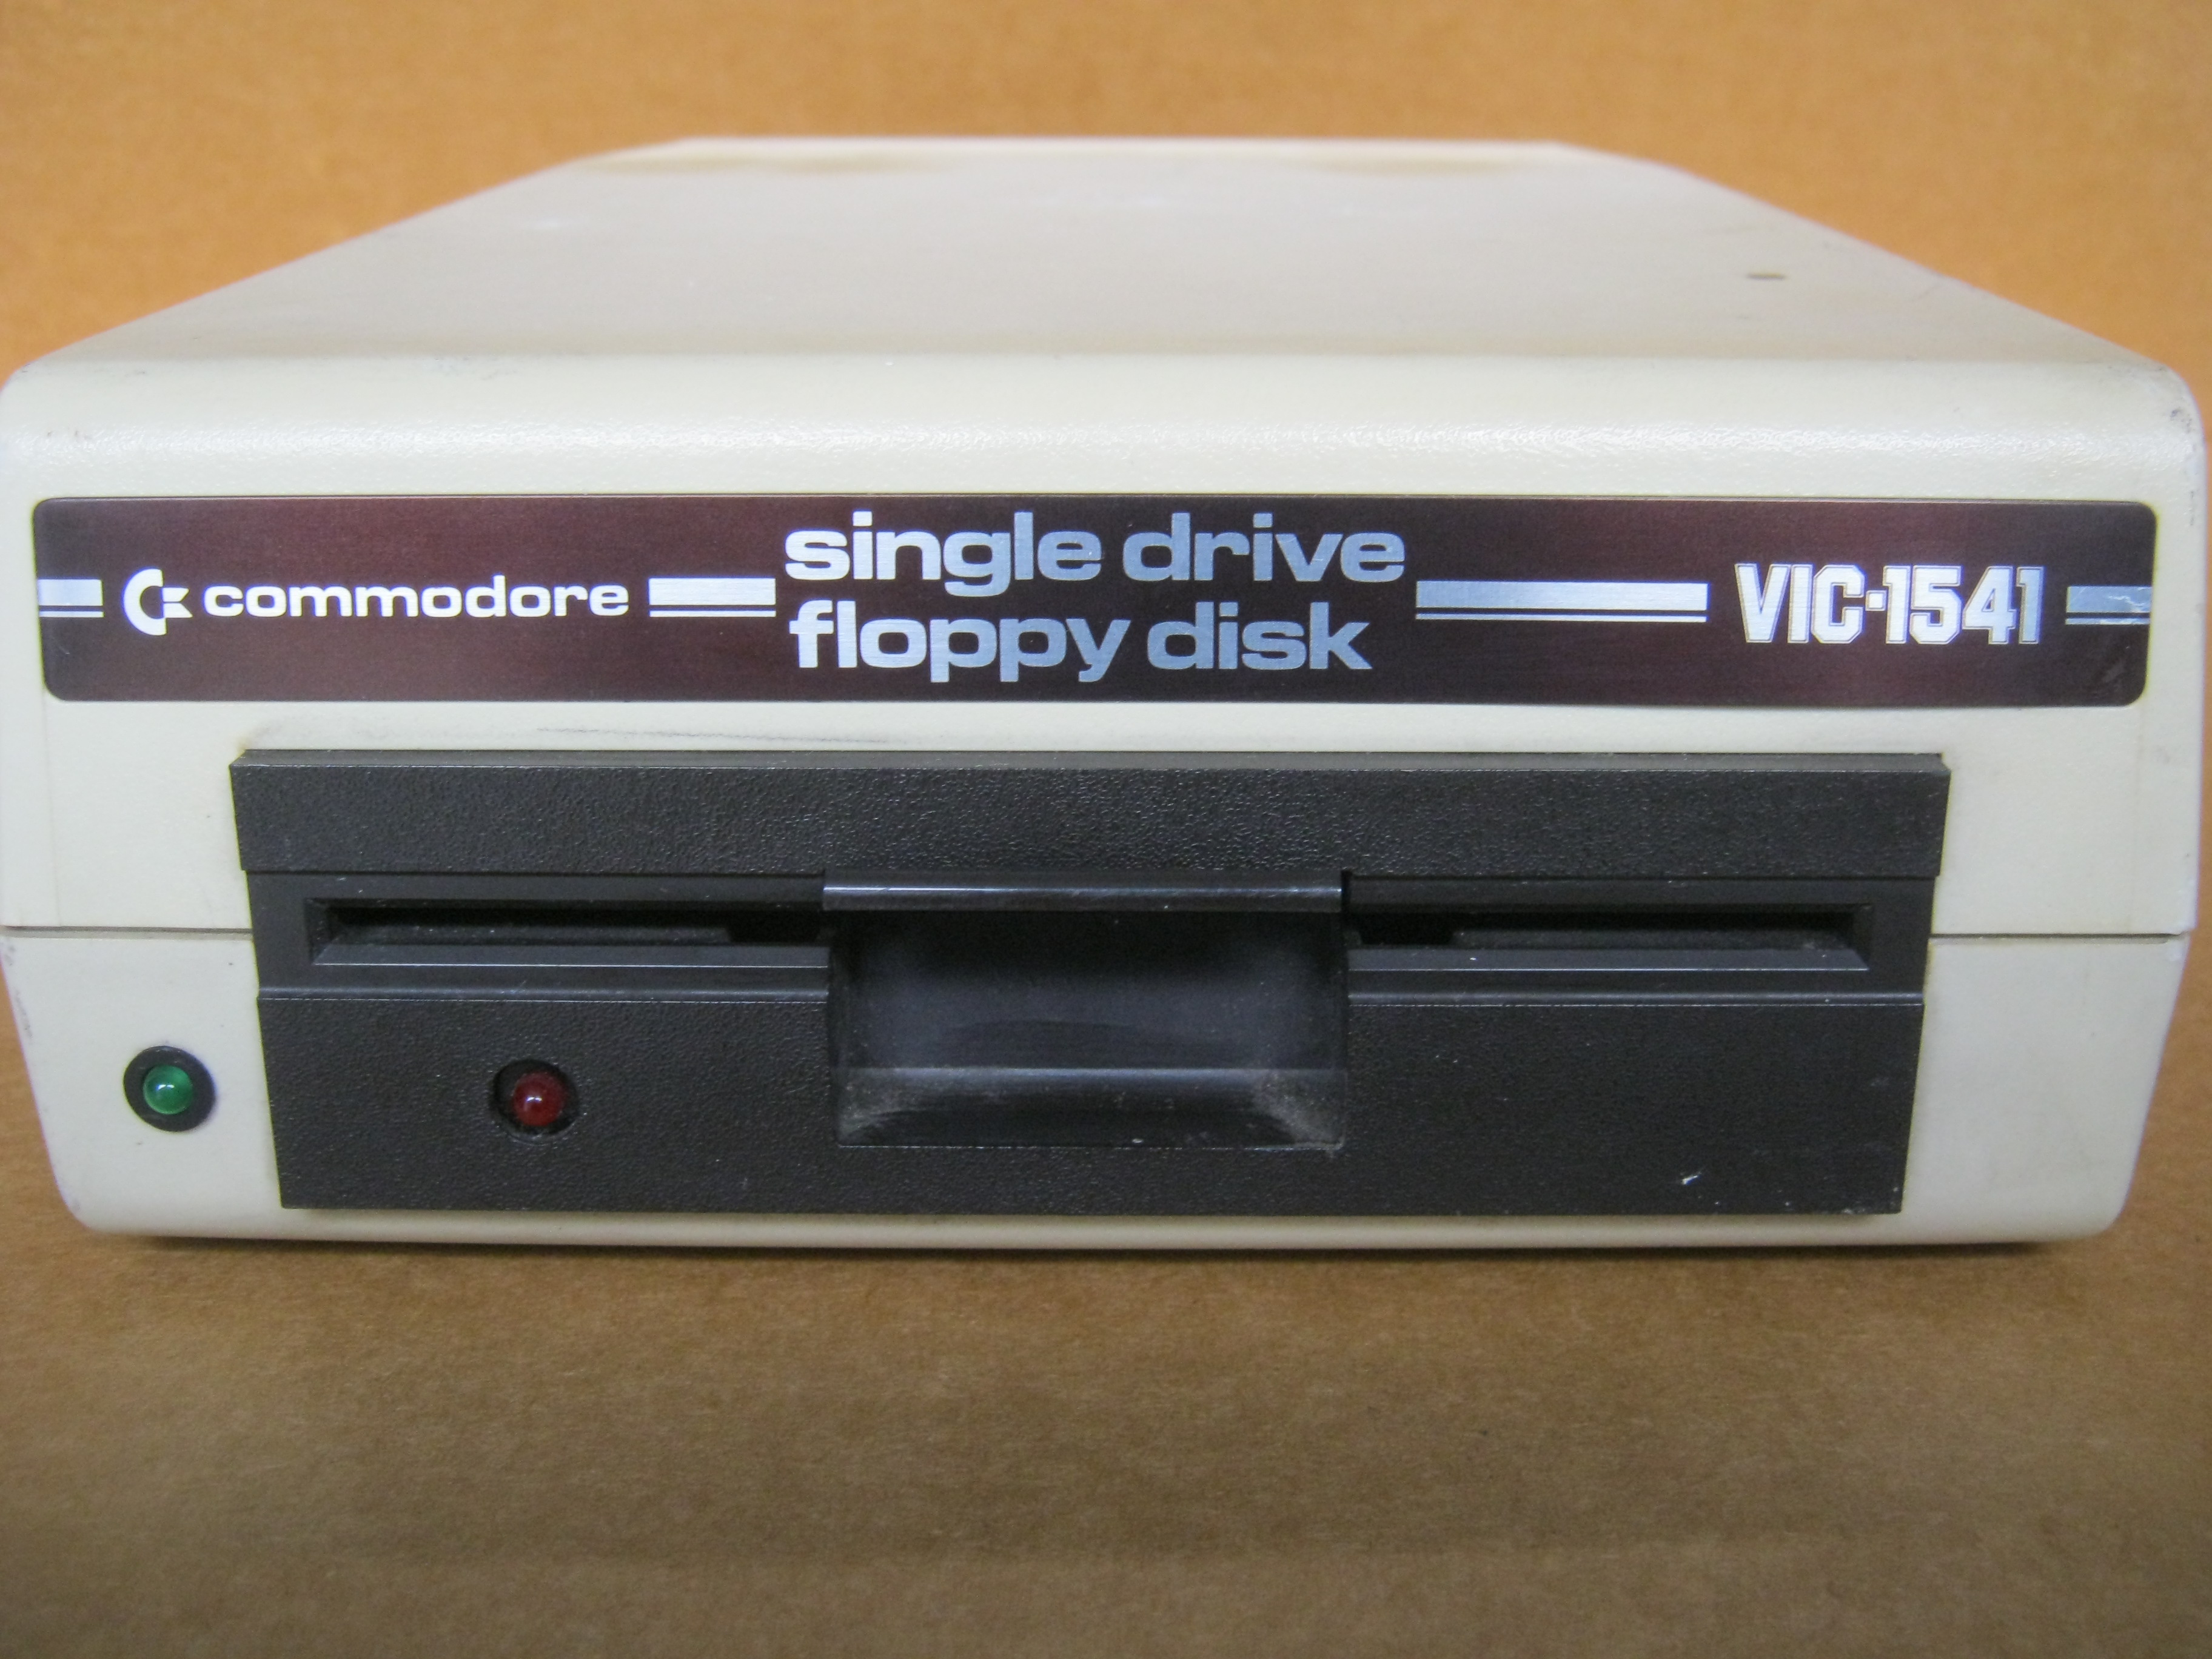 commodore
single drive
floppy disk
VIC-1541